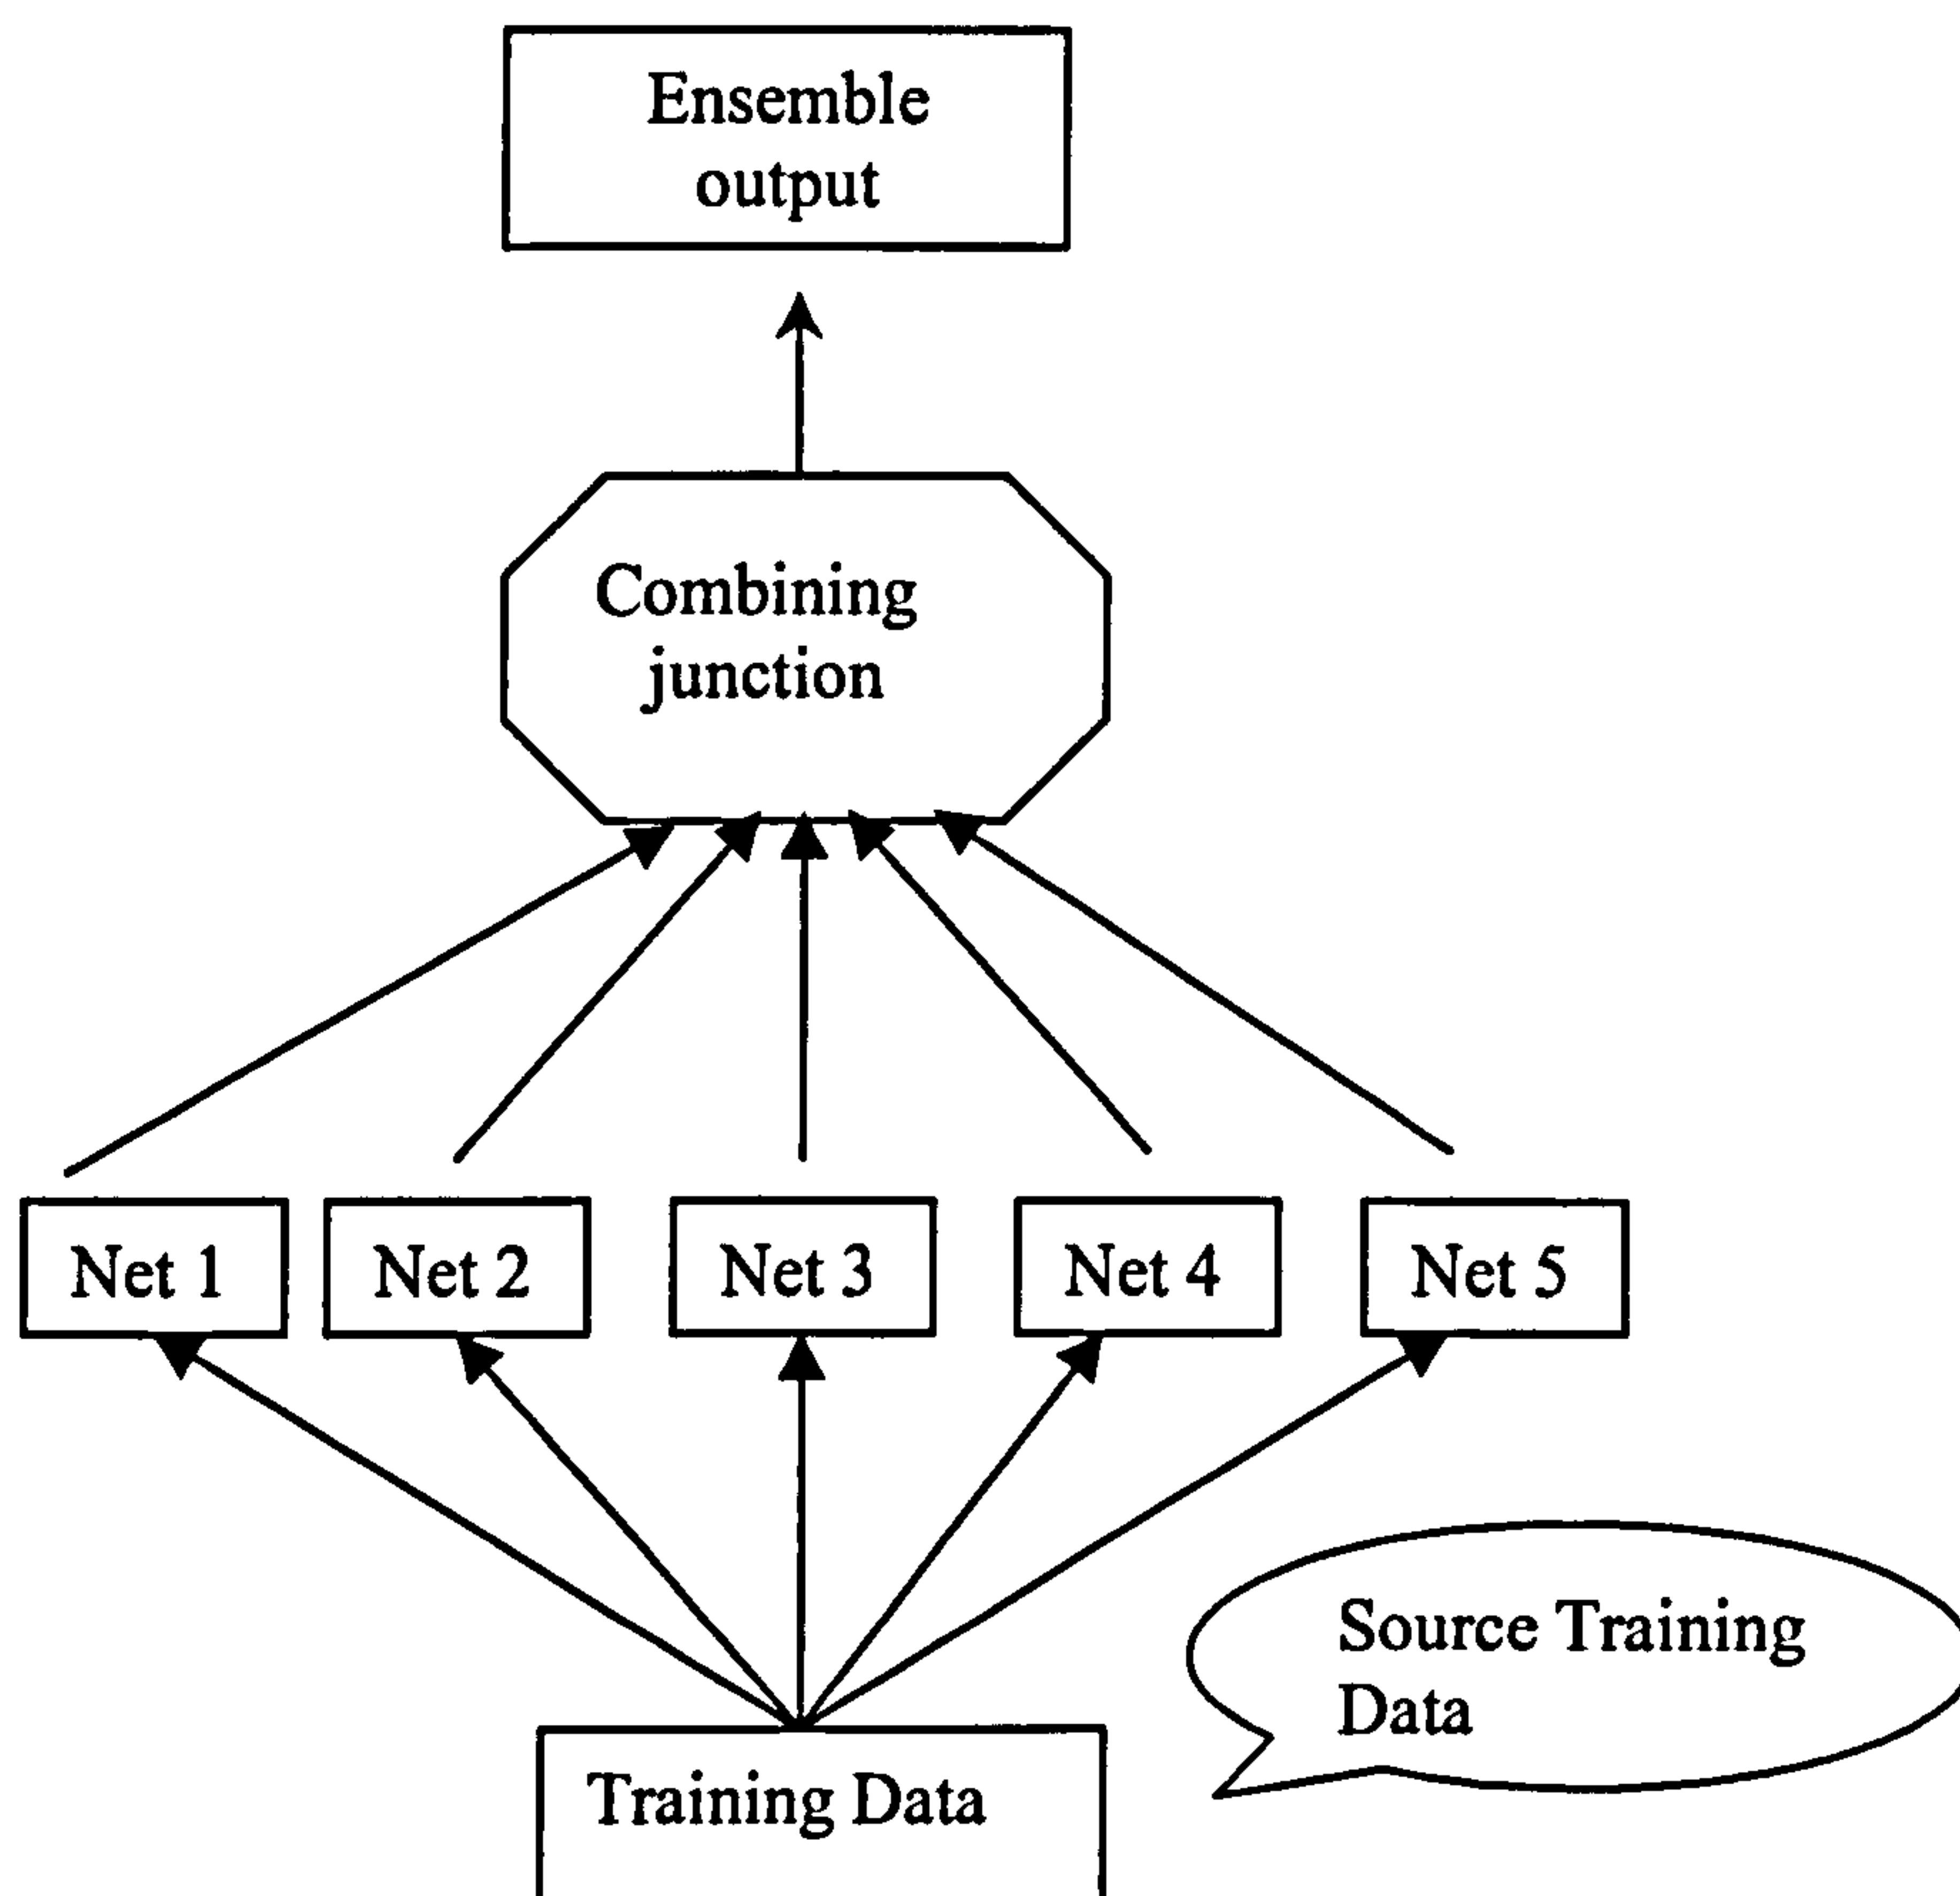 Ensemble
output
Combining
junction
Net 1
Net 2
Net 3
Net 4
Net 5
Source Training
Data
Training Data